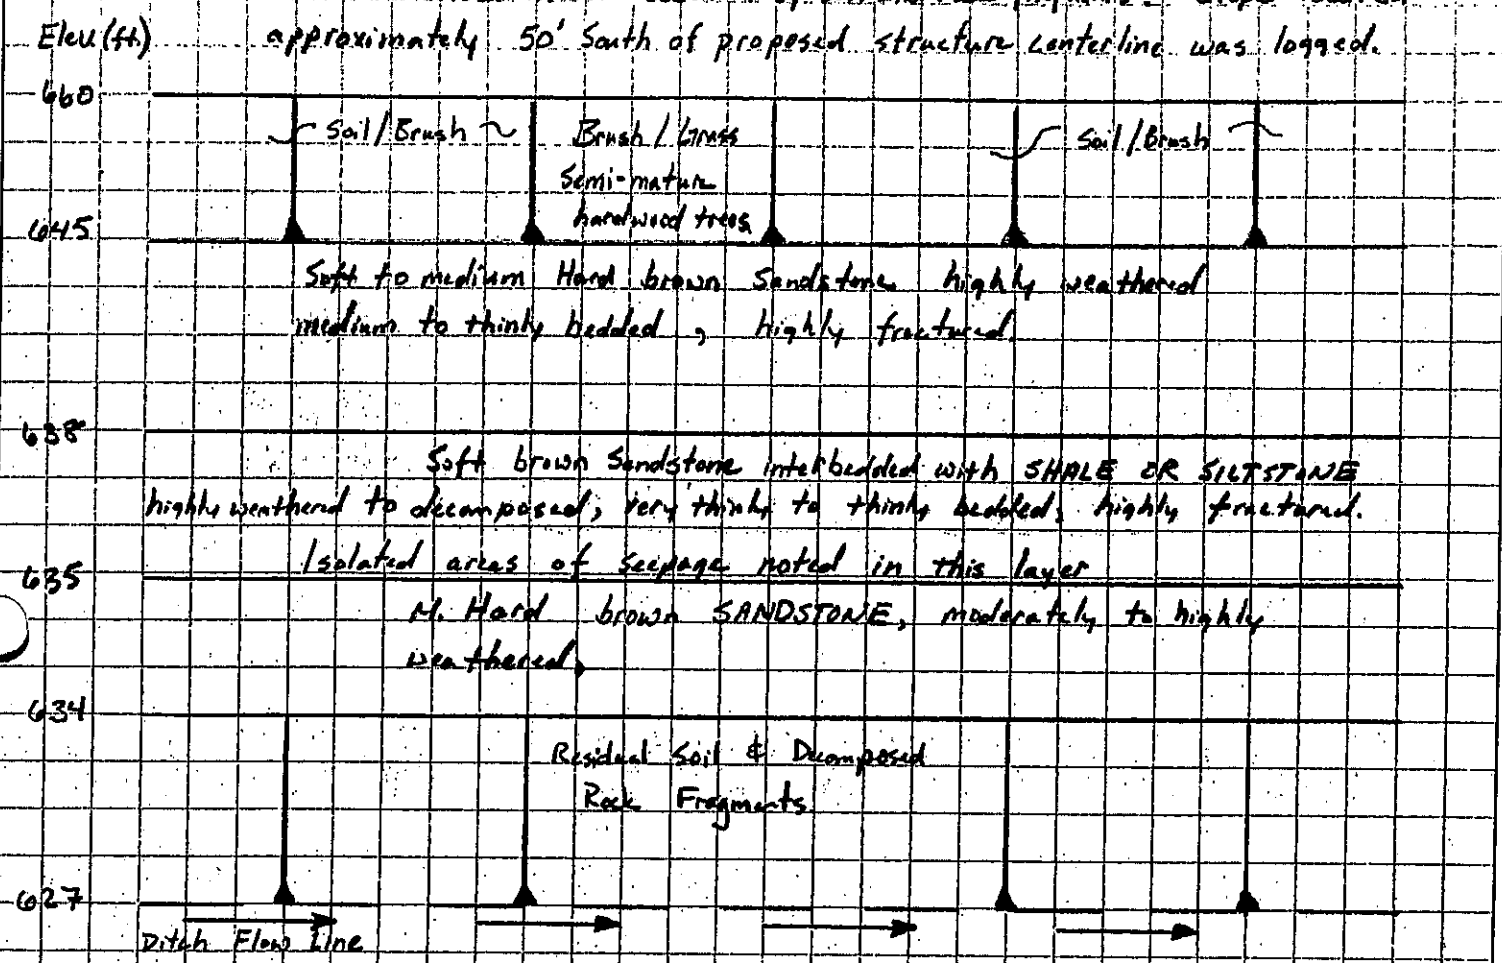 Elev(ft.) approximately 50' South of proposed structure centerline was logged.
660
Soil/Brush Brush/Grass Soil/Brush
Semi-mature
hardwood trees
645
Soft to medium Hard brown Sandstone highly weathered
medium to thinly bedded, highly fractured.
638
Soft brown Sandstone interbedded with SHALE OR SILTSTONE
highly weathered to decomposed, very thinly to thinly bedded, highly fractured.
Isolated areas of seepage noted in this layer
635
M. Hard brown SANDSTONE, moderately to highly
weathered,
634
Residual Soil & Decomposed
Rock Fragments
627
Ditch Flow Line